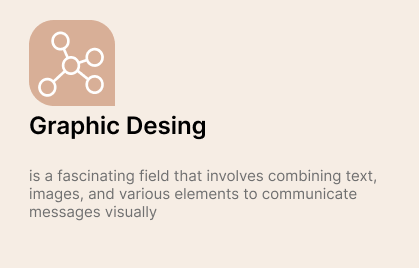 Graphic Desing
is a fascinating field that involves combining text,
images, and various elements to communicate
messages visually